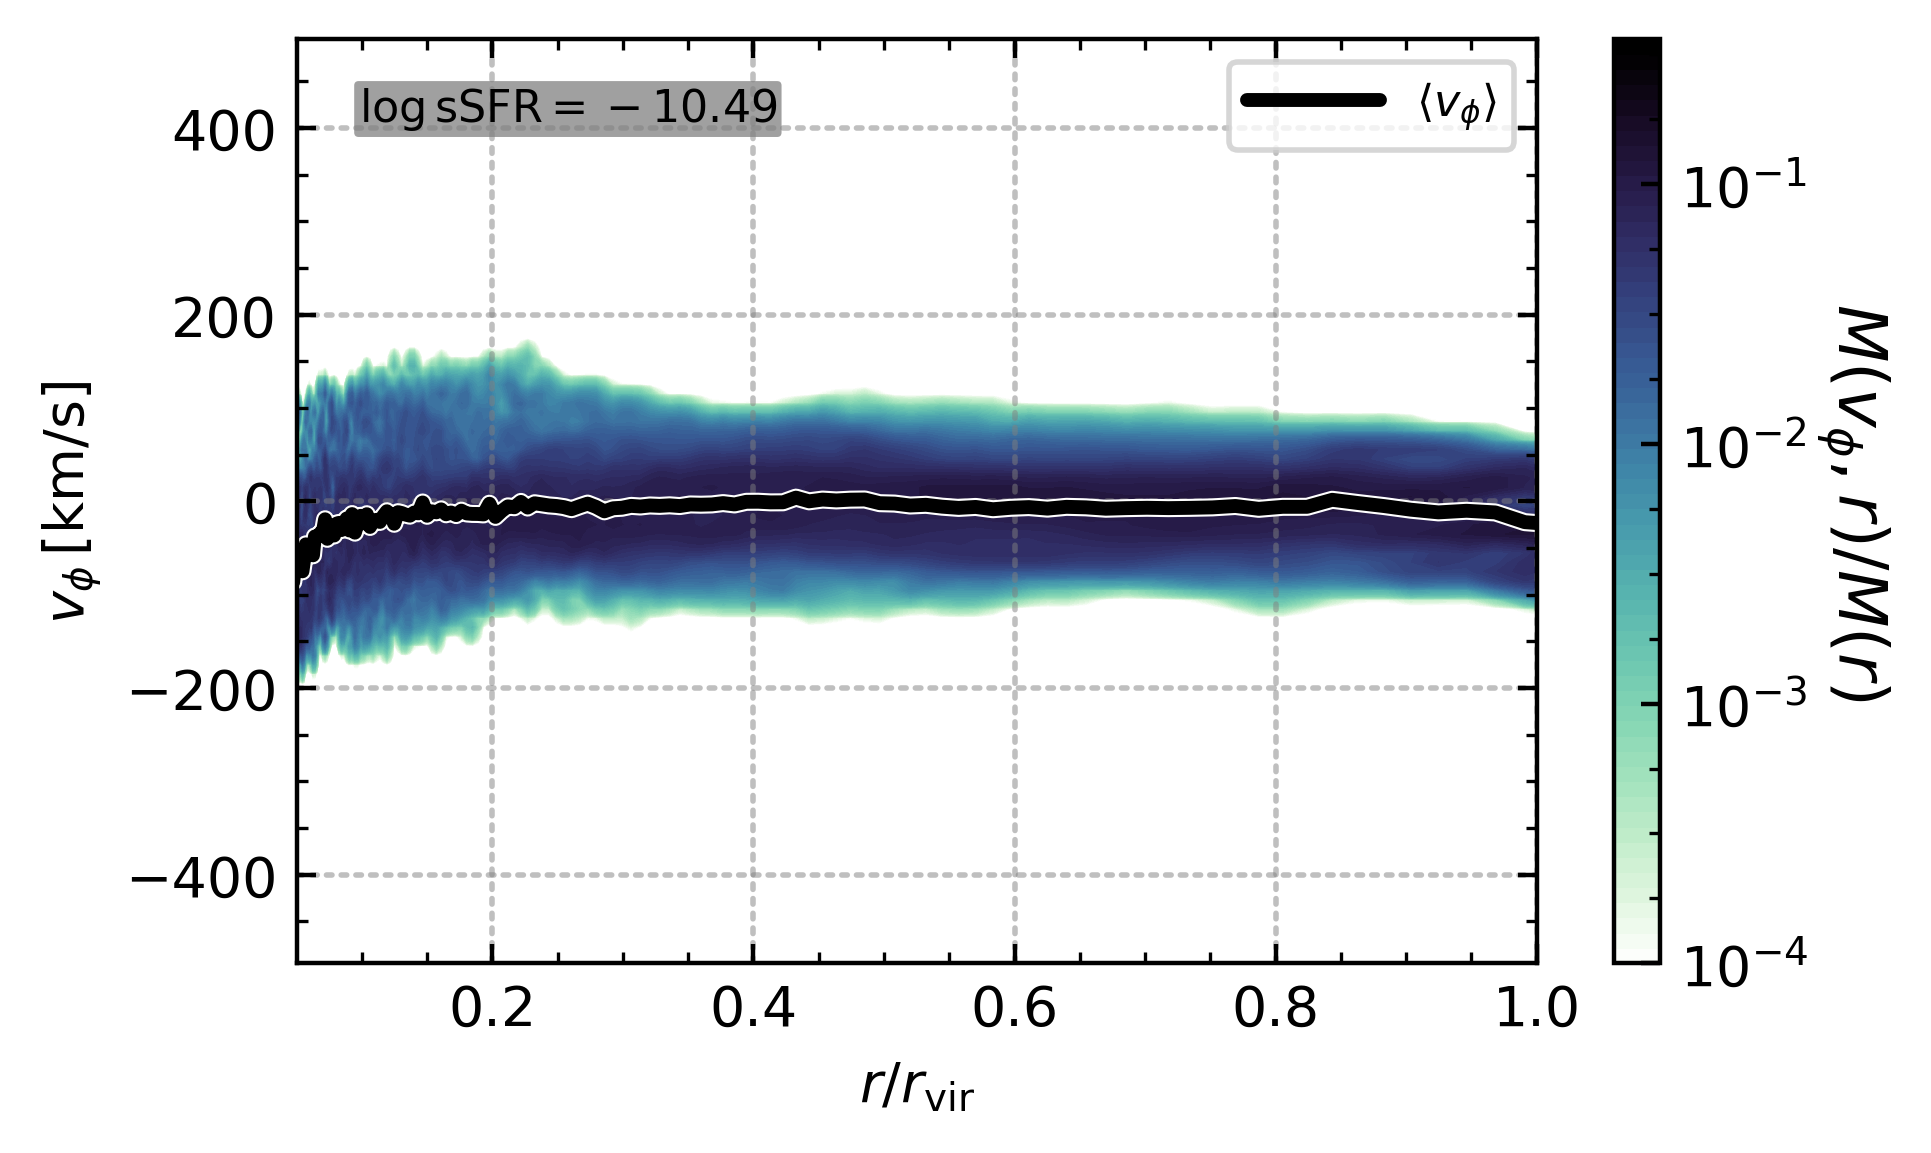 log sSFR = − 10.49
⟨v_ϕ⟩
400
200
0
−200
−400
v_ϕ [km/s]
0.2 0.4 0.6 0.8 1.0
r/r_vir
10⁻¹
10⁻²
10⁻³
10⁻⁴
M(v_ϕ, r)/M(r)